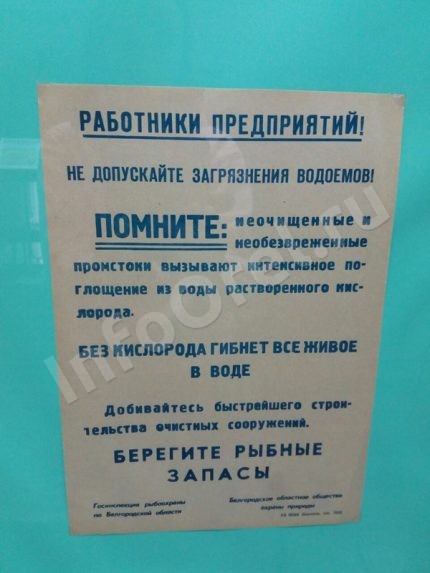 РАБОТНИКИ ПРЕДПРИЯТИЙ!
НЕ ДОПУСКАЙТЕ ЗАГРЯЗНЕНИЯ ВОДОЕМОВ!
ПОМНИТЕ: неочищенные и
необезвреженные
промстоки вызывают интенсивное по-
глощение из воды растворенного кис-
лорода.
БЕЗ КИСЛОРОДА ГИБНЕТ ВСЕ ЖИВОЕ
В ВОДЕ
Добивайтесь быстрейшего строи-
тельства очистных сооружений.
БЕРЕГИТЕ РЫБНЫЕ
ЗАПАСЫ
Госинспекция рыбоохраны
по Белгородской области
Белгородское областное общество
охраны природы
InfoOtel.ru